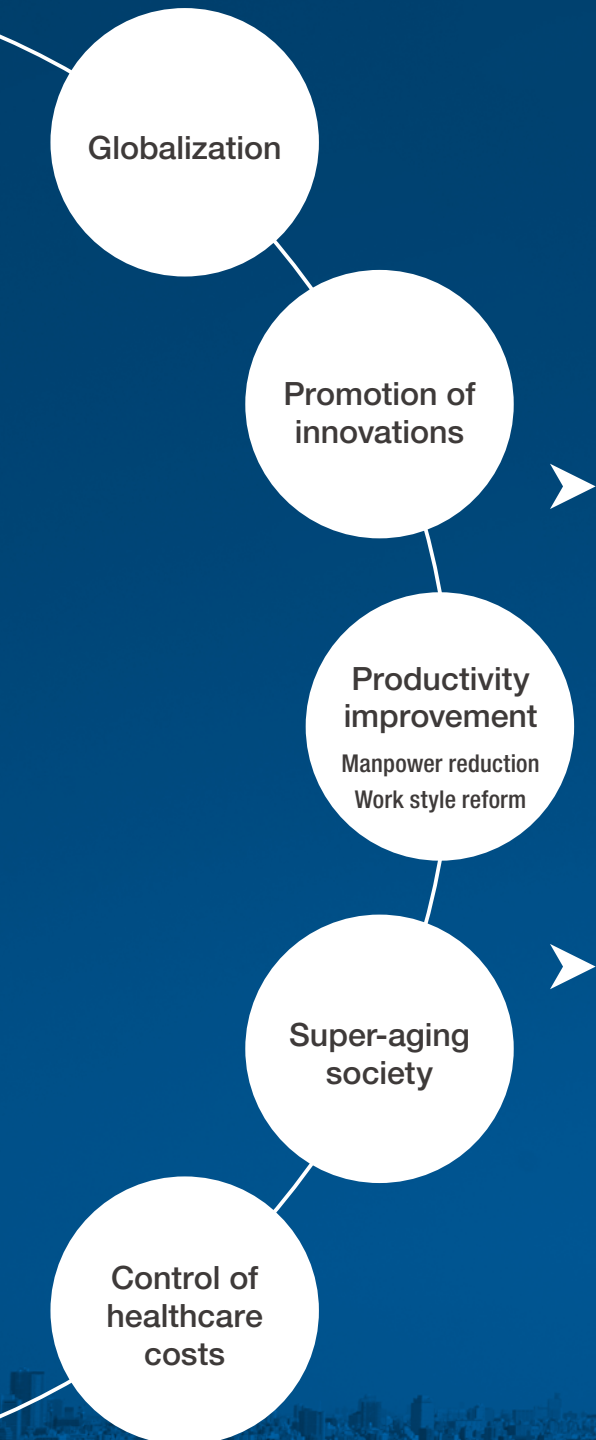 Globalization
Promotion of
innovations
Productivity
improvement
Manpower reduction
Work style reform
Super-aging
society
Control of
healthcare
costs